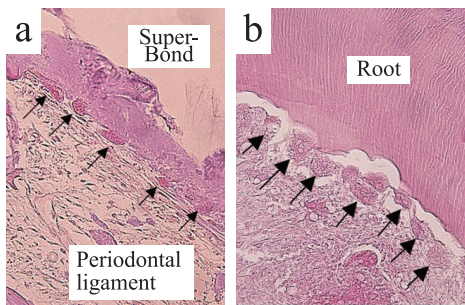 a
Super-
Bond
Periodontal
ligament
b
Root